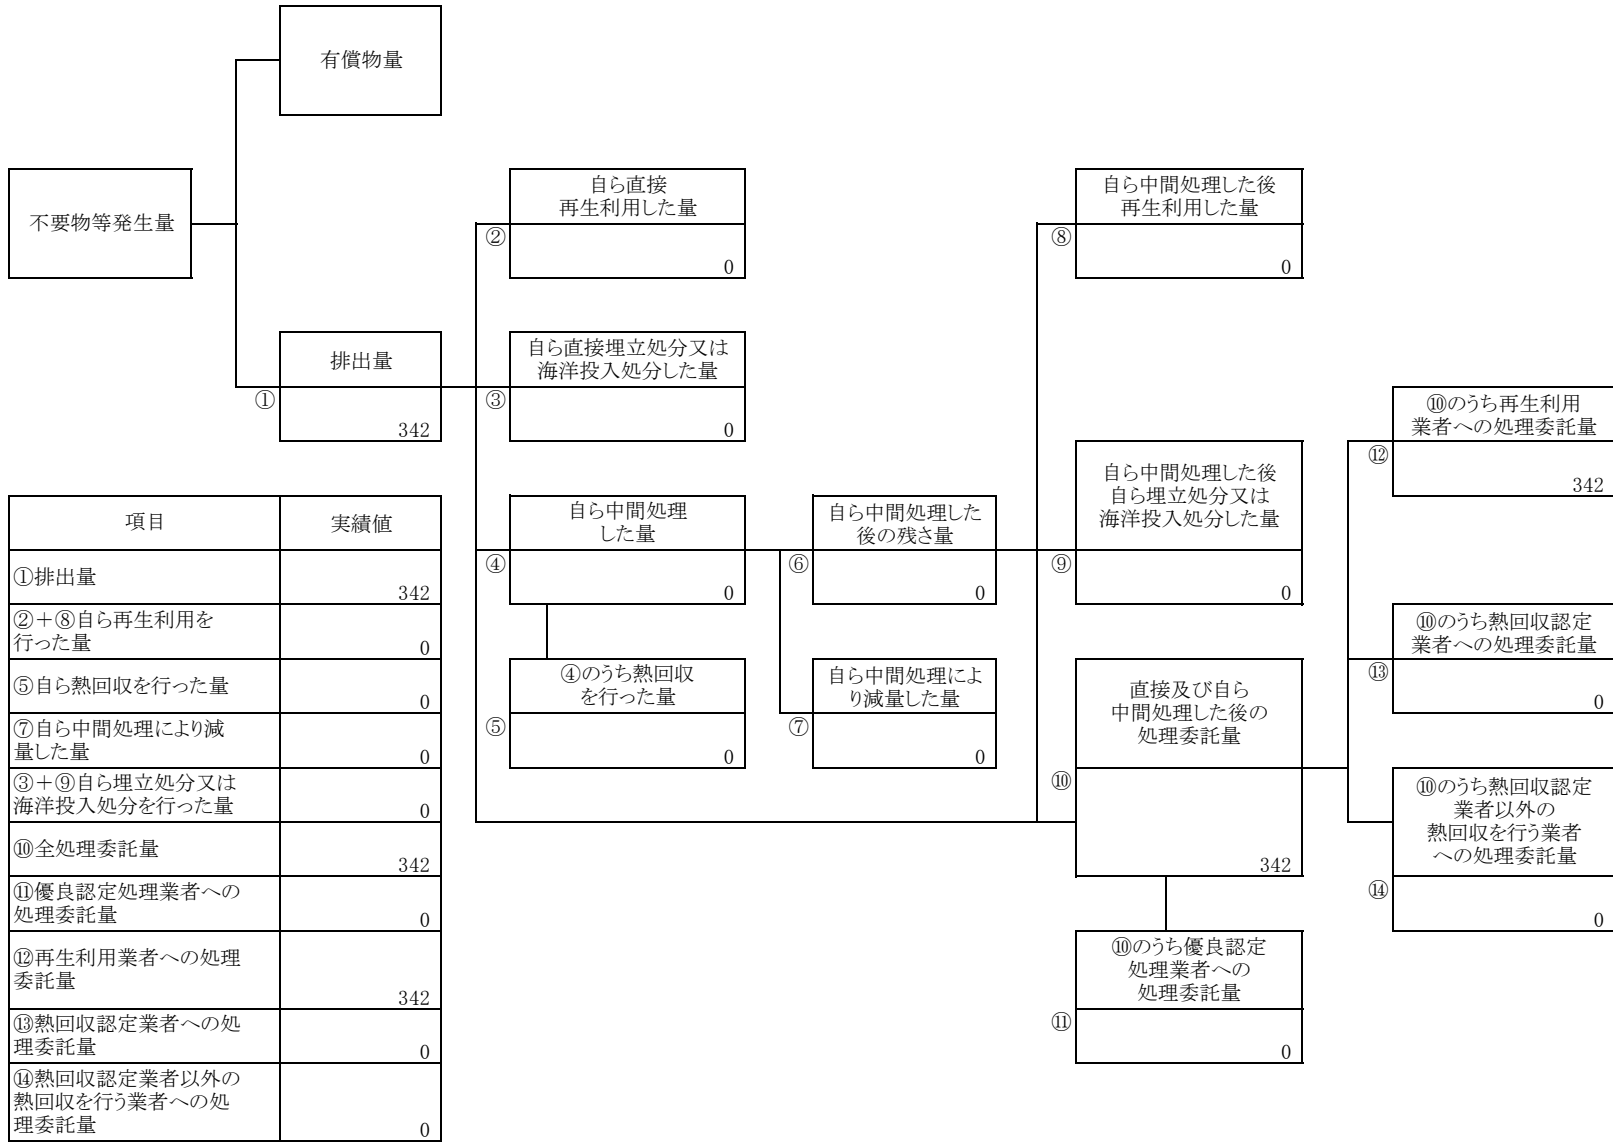 有償物量
不要物等発生量
自ら直接
再生利用した量
②
0
自ら中間処理した後
再生利用した量
⑧
0
排出量
①
342
自ら直接埋立処分又は
海洋投入処分した量
③
0
⑩のうち再生利用
業者への処理委託量
⑫
342
自ら中間処理
した量
④
0
自ら中間処理した
後の残さ量
⑥
0
自ら中間処理した後
自ら埋立処分又は
海洋投入処分した量
⑨
0
⑩のうち熱回収認定
業者への処理委託量
⑬
0
④のうち熱回収
を行った量
⑤
0
自ら中間処理によ
り減量した量
⑦
0
直接及び自ら
中間処理した後の
処理委託量
⑩
342
⑩のうち熱回収認定
業者以外の
熱回収を行う業者
への処理委託量
⑭
0
⑩のうち優良認定
処理業者への
処理委託量
⑪
0
項目 実績値
①排出量
342
②+⑧自ら再生利用を
行った量
0
⑤自ら熱回収を行った量
0
⑦自ら中間処理により減
量した量
0
③+⑨自ら埋立処分又は
海洋投入処分を行った量
0
⑩全処理委託量
342
⑪優良認定処理業者への
処理委託量
0
⑫再生利用業者への処理
委託量
342
⑬熱回収認定業者への処
理委託量
0
⑭熱回収認定業者以外の
熱回収を行う業者への処
理委託量
0